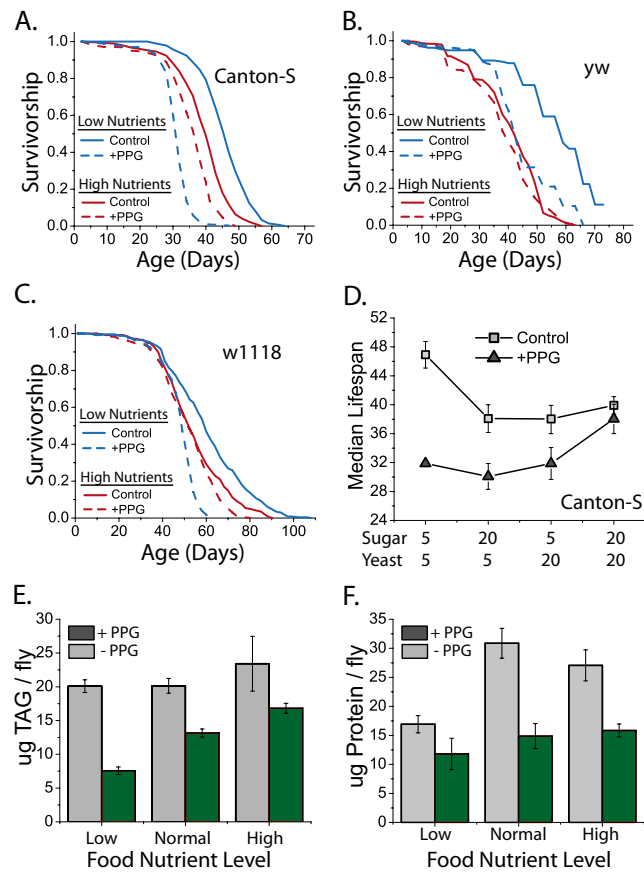 A.
Canton-S
Survivorship
1.0
0.8
0.6
0.4
0.2
0.0
Low Nutrients
Control
+PPG
High Nutrients
Control
+PPG
0 10 20 30 40 50 60 70
Age (Days)
B.
yw
Survivorship
1.0
0.8
0.6
0.4
0.2
0.0
Low Nutrients
Control
+PPG
High Nutrients
Control
+PPG
0 10 20 30 40 50 60 70 80
Age (Days)
C.
w1118
Survivorship
1.0
0.8
0.6
0.4
0.2
0.0
Low Nutrients
Control
+PPG
High Nutrients
Control
+PPG
0 20 40 60 80 100
Age (Days)
D.
Median Lifespan
48
44
40
36
32
28
24
Control
+PPG
Canton-S
Sugar 5 20 5 20
Yeast 5 5 20 20
E.
ug TAG / fly
30
25
20
15
10
5
0
+ PPG
- PPG
Low Normal High
Food Nutrient Level
F.
ug Protein / fly
40
35
30
25
20
15
10
5
0
+ PPG
- PPG
Low Normal High
Food Nutrient Level